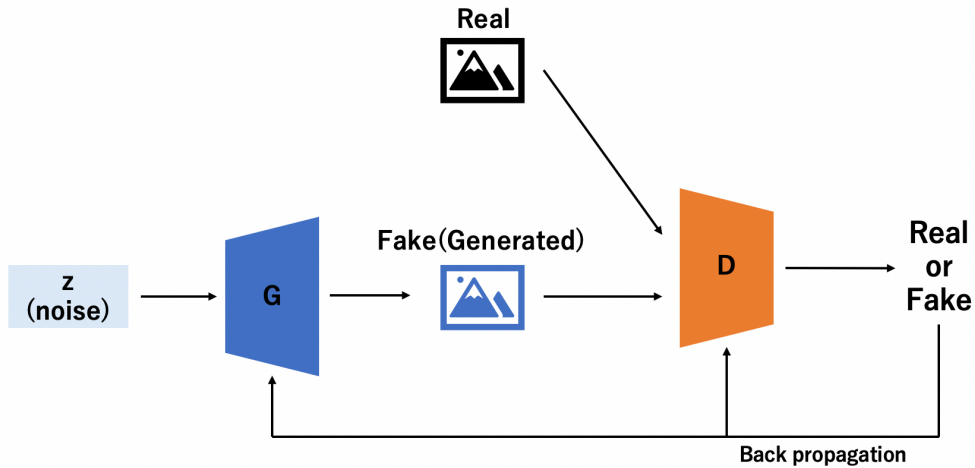 Real
Fake(Generated)
z
(noise)
G
D
Real
or
Fake
Back propagation